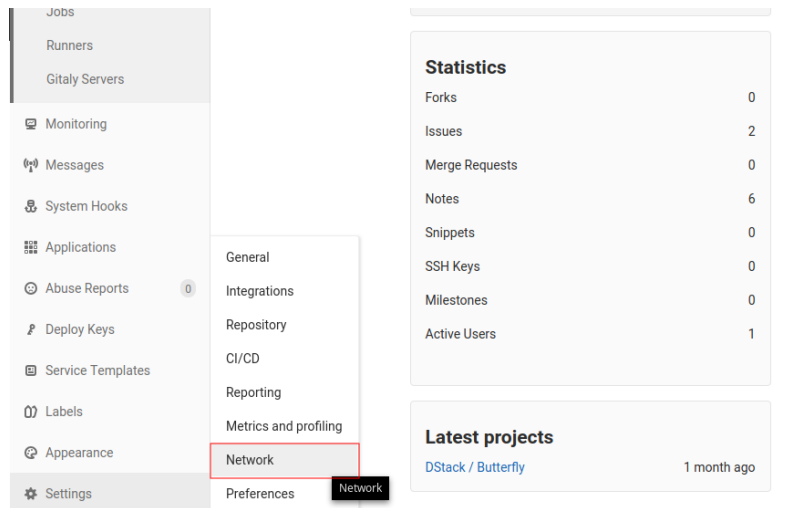 Jobs
Runners
Gitaly Servers
Monitoring
Messages
System Hooks
Applications
Abuse Reports 0
Deploy Keys
Service Templates
Labels
Appearance
Settings
General
Integrations
Repository
CI/CD
Reporting
Metrics and profiling
Network
Network
Preferences
Statistics
Forks 0
Issues 2
Merge Requests 0
Notes 6
Snippets 0
SSH Keys 0
Milestones 0
Active Users 1
Latest projects
DStack / Butterfly 1 month ago